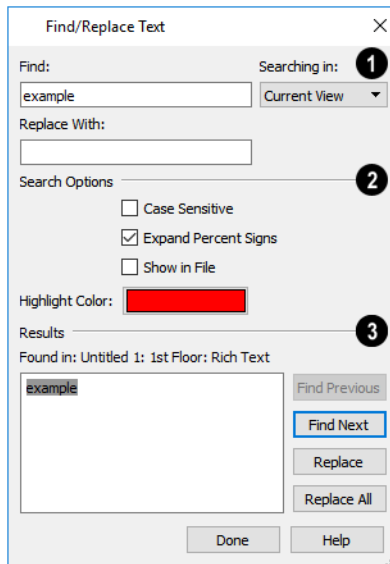 Find/Replace Text
Find:
Searching in:
1
example
Current View
Replace With:
Search Options
2
Case Sensitive
Expand Percent Signs
Show in File
Highlight Color:
Results
3
Found in: Untitled 1: 1st Floor: Rich Text
example
Find Previous
Find Next
Replace
Replace All
Done
Help